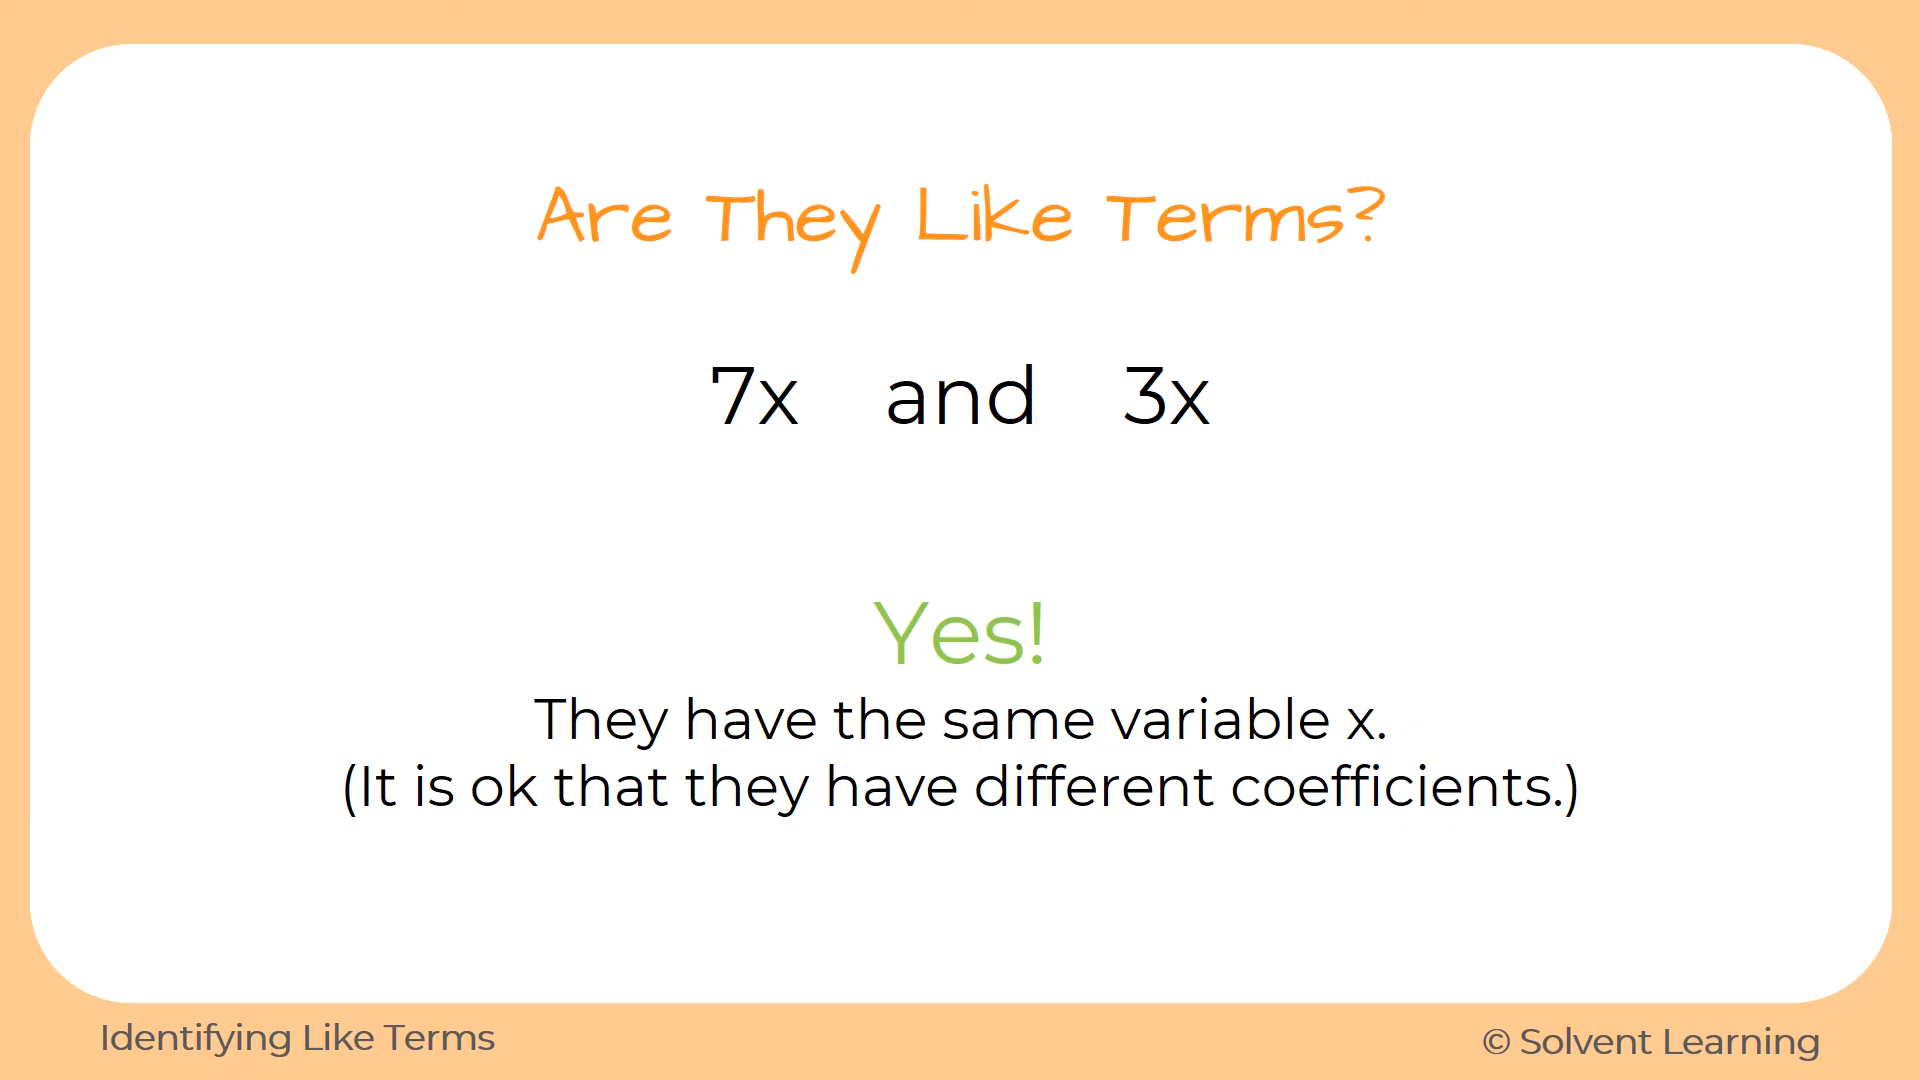 Are They Like Terms?
7x and 3x
Yes!
They have the same variable x.
(It is ok that they have different coefficients.)
Identifying Like Terms
© Solvent Learning